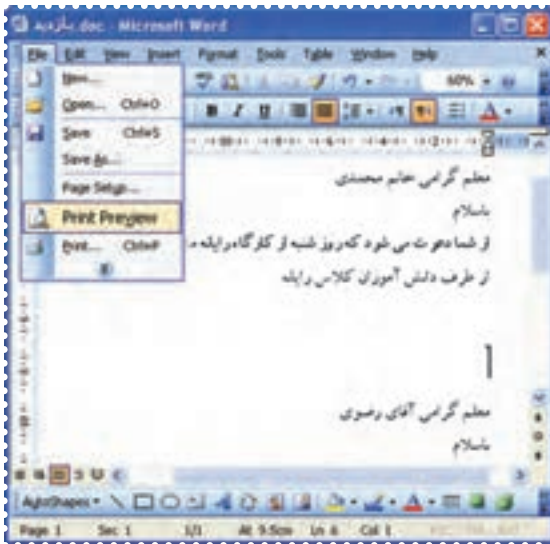 بازدید.doc - Microsoft Word
File Edit View Insert Format Tools Table Window Help
New...
Open... Ctrl+O
Save Ctrl+S
Save As...
Page Setup...
Print Preview
Print... Ctrl+P
60%
معلم گرامی خانم محمدی
باسلام
از شما دعوت می شود که روز شنبه از کارگاه رایانه
از طرف دانش آموزان کلاس رایانه
معلم گرامی آقای رضوی
باسلام
AutoShapes
Page 1 Sec 1 1/1 At 9.5cm Ln 6 Col 1